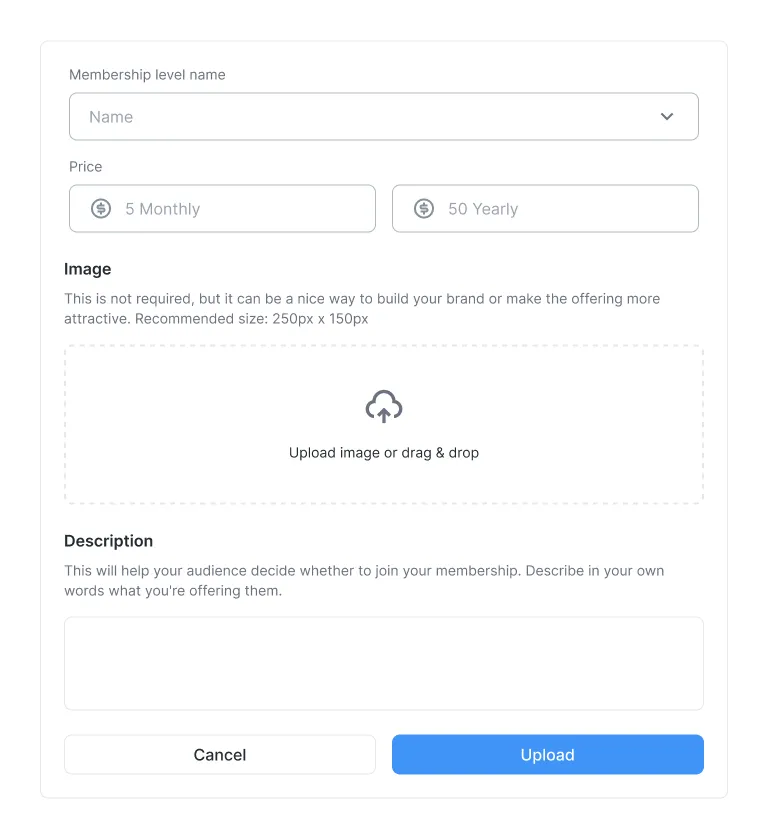 Membership level name
Name
Price
5 Monthly
50 Yearly
Image
This is not required, but it can be a nice way to build your brand or make the offering more
attractive. Recommended size: 250px x 150px
Upload image or drag & drop
Description
This will help your audience decide whether to join your membership. Describe in your own
words what you're offering them.
Cancel
Upload